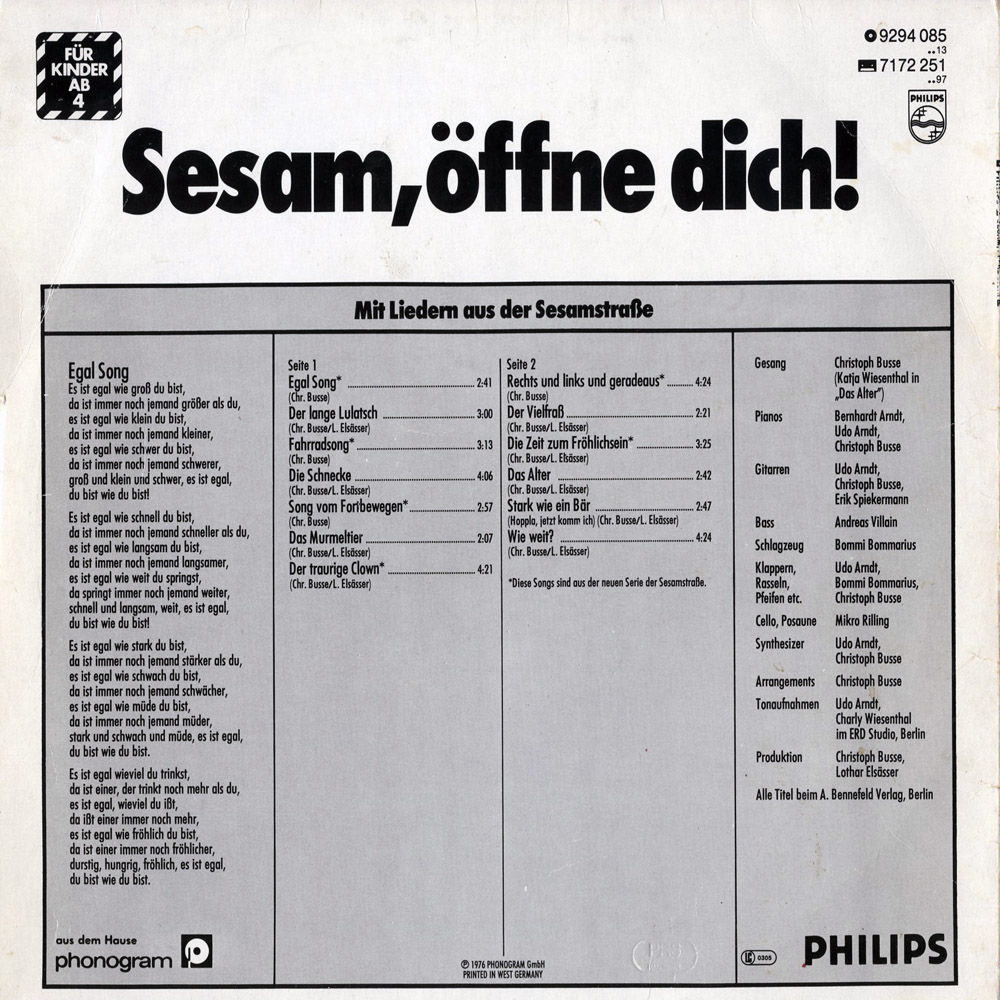 FÜR
KINDER
AB
4
9294 085
..13
7172 251
..97
PHILIPS
Sesam, öffne dich!
Mit Liedern aus der Sesamstraße
Egal Song
Es ist egal wie groß du bist,
da ist immer noch jemand größer als du,
es ist egal wie klein du bist,
da ist immer noch jemand kleiner,
es ist egal wie schwer du bist,
da ist immer noch jemand schwerer,
groß und klein und schwer, es ist egal,
du bist wie du bist!
Es ist egal wie schnell du bist,
da ist immer noch jemand schneller als du,
es ist egal wie langsam du bist,
da ist immer noch jemand langsamer,
es ist egal wie weit du springst,
da springt immer noch jemand weiter,
schnell und langsam, weit, es ist egal,
du bist wie du bist!
Es ist egal wie stark du bist,
da ist immer noch jemand stärker als du,
es ist egal wie schwach du bist,
da ist immer noch jemand schwächer,
es ist egal wie müde du bist,
da ist immer noch jemand müder,
stark und schwach und müde, es ist egal,
du bist wie du bist.
Es ist egal wieviel du trinkst,
da ist einer, der trinkt noch mehr als du,
es ist egal, wieviel du ißt,
da ißt einer immer noch mehr,
es ist egal wie fröhlich du bist,
da ist einer immer noch fröhlicher,
durstig, hungrig, fröhlich, es ist egal,
du bist wie du bist.
Seite 1
Egal Song* 2:41
(Chr. Busse)
Der lange Lulatsch 3:00
(Chr. Busse/L. Elsässer)
Fahrradsong* 3:13
(Chr. Busse)
Die Schnecke 4:06
(Chr. Busse/L. Elsässer)
Song vom Fortbewegen* 2:57
(Chr. Busse)
Das Murmeltier 2:07
(Chr. Busse/L. Elsässer)
Der traurige Clown* 4:21
(Chr. Busse/L. Elsässer)
Seite 2
Rechts und links und geradeaus* 4:24
(Chr. Busse)
Der Vielfraß 2:21
(Chr. Busse/L. Elsässer)
Die Zeit zum Fröhlichsein* 3:25
(Chr. Busse/L. Elsässer)
Das Alter 2:42
(Chr. Busse/L. Elsässer)
Stark wie ein Bär 2:47
(Hoppla, jetzt komm ich) (Chr. Busse/L. Elsässer)
Wie weit? 4:24
(Chr. Busse/L. Elsässer)
*Diese Songs sind aus der neuen Serie der Sesamstraße.
Gesang Christoph Busse
(Katja Wiesenthal in
„Das Alter")
Pianos Bernhardt Arndt,
Udo Arndt,
Christoph Busse
Gitarren Udo Arndt,
Christoph Busse,
Erik Spiekermann
Bass Andreas Villain
Schlagzeug Bommi Bommarius
Klappern, Udo Arndt,
Rasseln, Bommi Bommarius,
Pfeifen etc. Christoph Busse
Cello, Posaune Mikro Rilling
Synthesizer Udo Arndt,
Christoph Busse
Arrangements Christoph Busse
Tonaufnahmen Udo Arndt,
Charly Wiesenthal
im ERD Studio, Berlin
Produktion Christoph Busse,
Lothar Elsässer
Alle Titel beim A. Bennefeld Verlag, Berlin
aus dem Hause
phonogram
℗ 1976 PHONOGRAM GmbH
PRINTED IN WEST GERMANY
LC 0305
PHILIPS